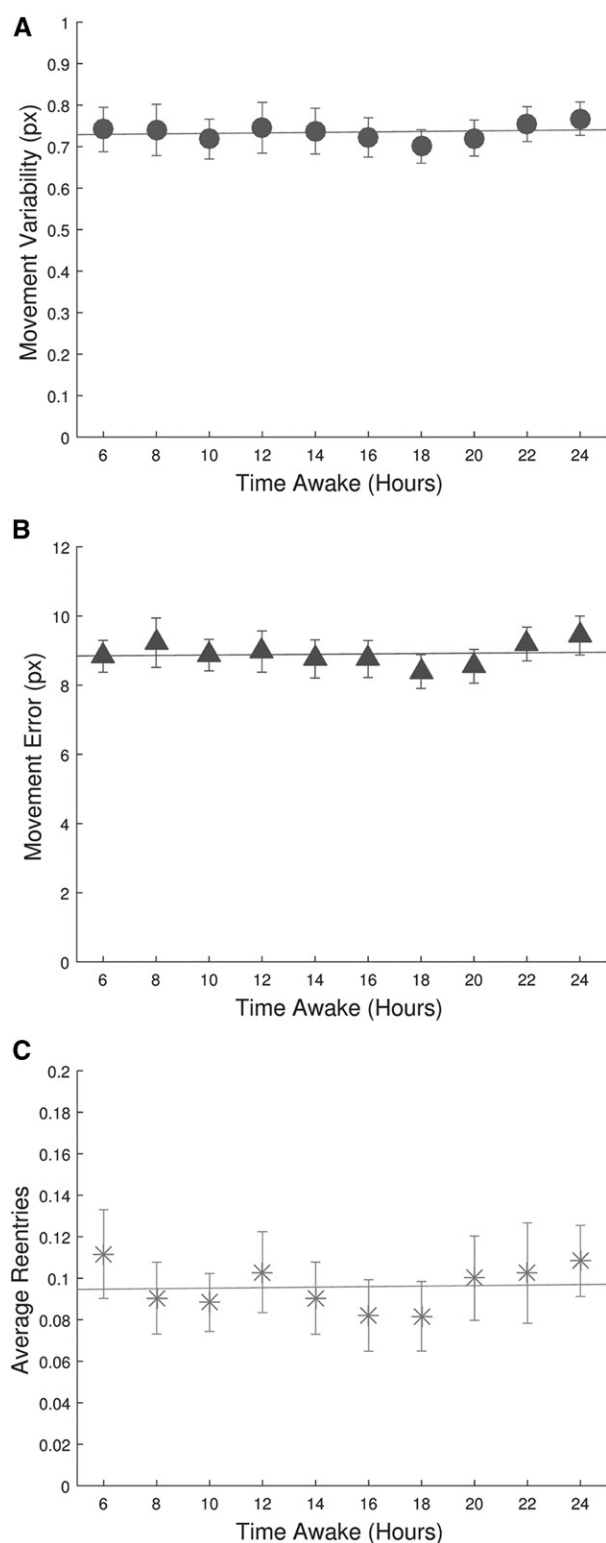 A
1
0.9
0.8
0.7
0.6
0.5
0.4
0.3
0.2
0.1
0
Movement Variability (px)
6 8 10 12 14 16 18 20 22 24
Time Awake (Hours)
B
12
10
8
6
4
2
0
Movement Error (px)
6 8 10 12 14 16 18 20 22 24
Time Awake (Hours)
C
0.2
0.18
0.16
0.14
0.12
0.1
0.08
0.06
0.04
0.02
0
Average Reentries
6 8 10 12 14 16 18 20 22 24
Time Awake (Hours)